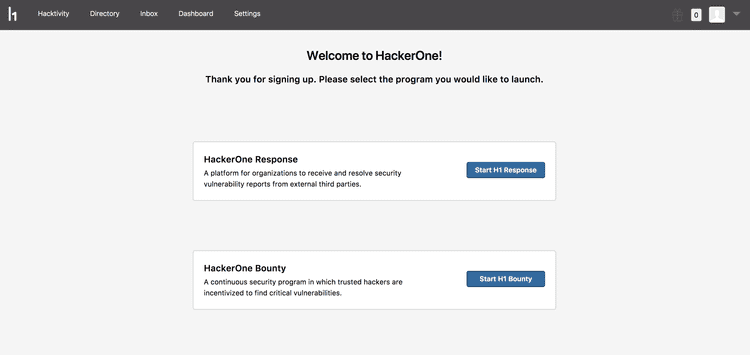 h1 Hacktivity Directory Inbox Dashboard Settings 0
Welcome to HackerOne!
Thank you for signing up. Please select the program you would like to launch.
HackerOne Response
A platform for organizations to receive and resolve security
vulnerability reports from external third parties.
Start H1 Response
HackerOne Bounty
A continuous security program in which trusted hackers are
incentivized to find critical vulnerabilities.
Start H1 Bounty